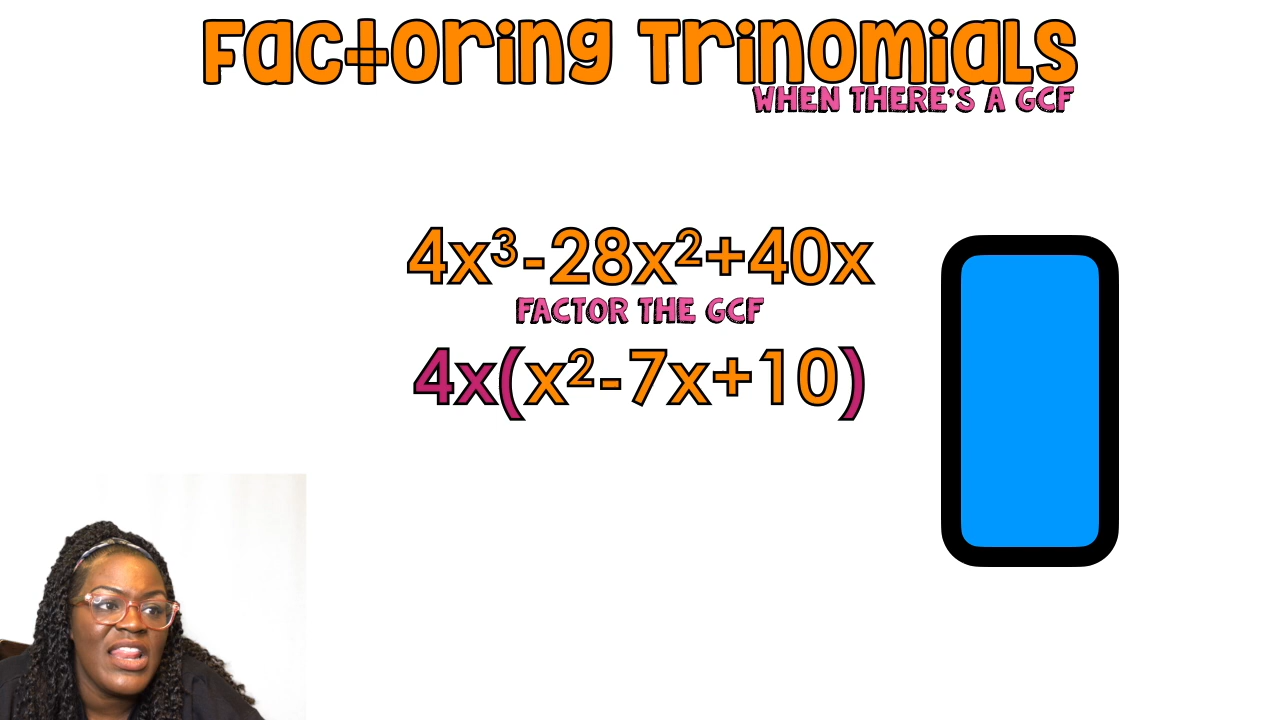 Factoring Trinomials
WHEN THERE'S A GCF
4x³-28x²+40x
FACTOR THE GCF
4x(x²-7x+10)